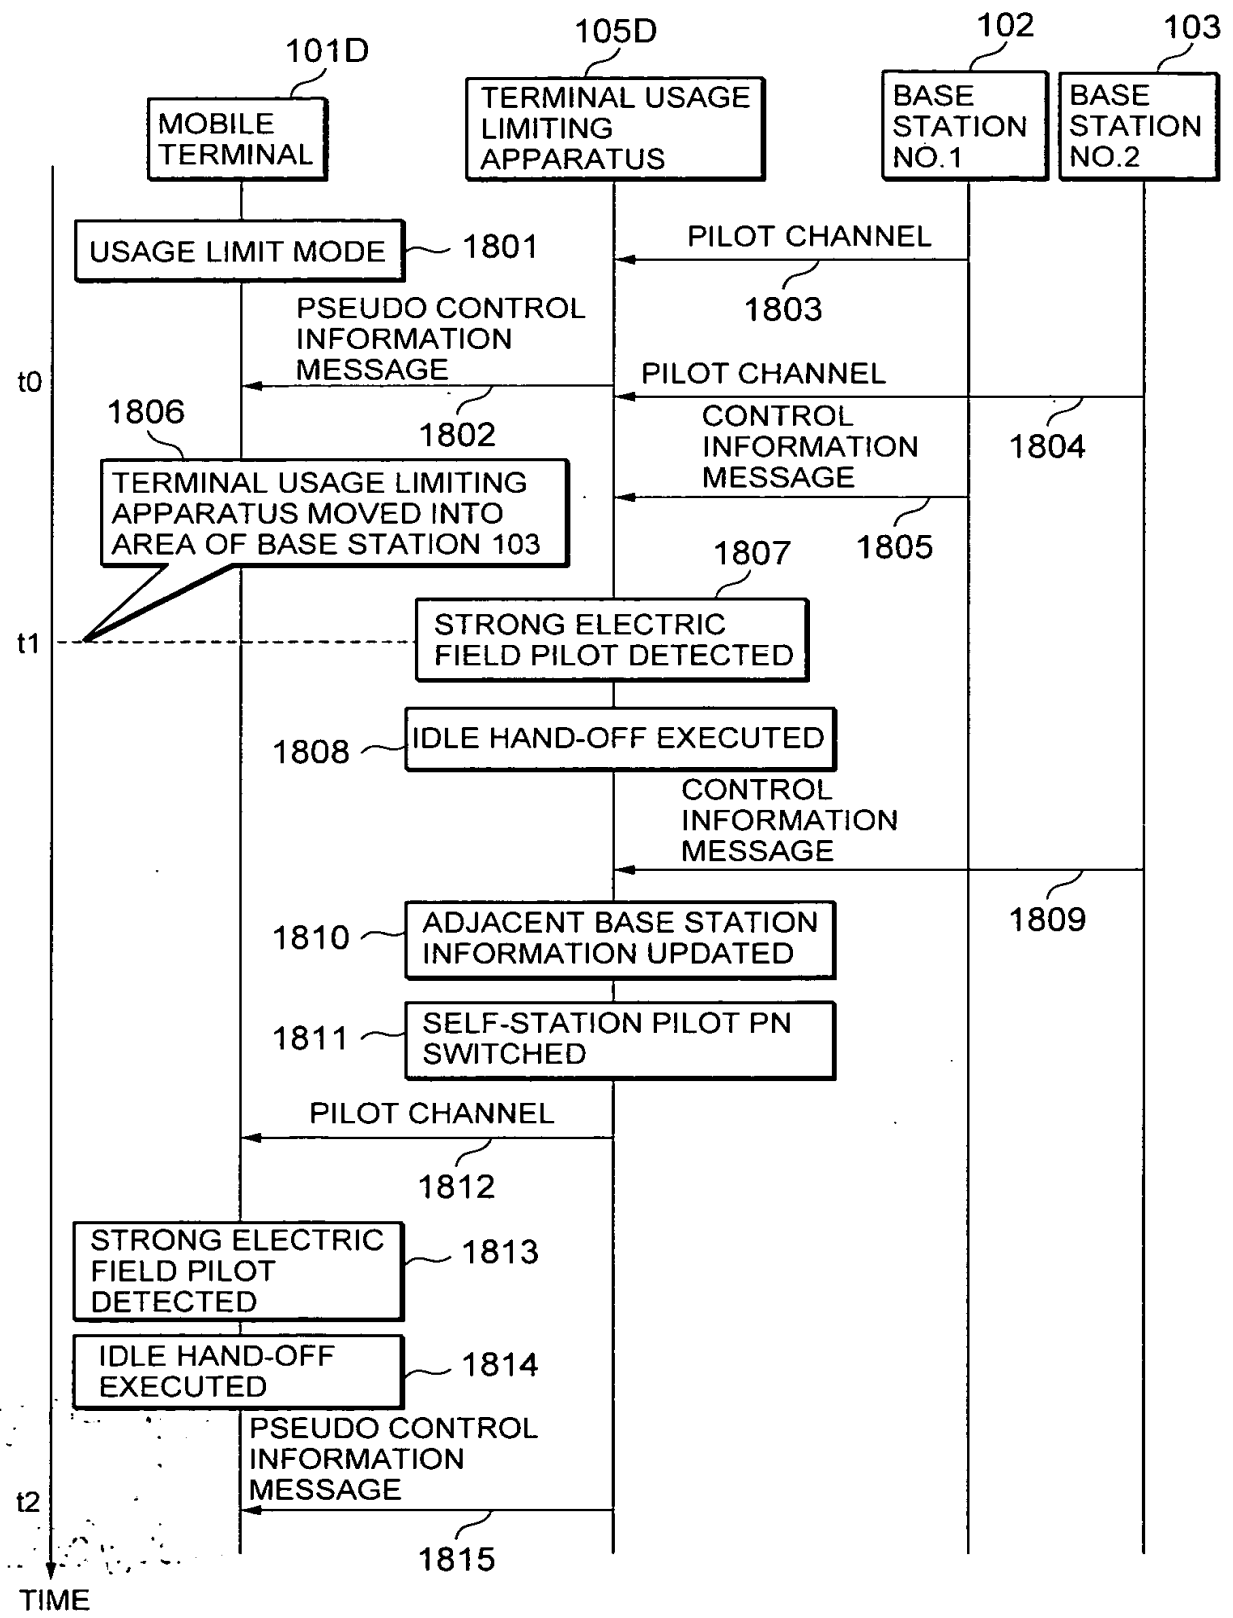 101D
105D
102
103
MOBILE
TERMINAL
TERMINAL USAGE
LIMITING
APPARATUS
BASE
STATION
NO.1
BASE
STATION
NO.2
USAGE LIMIT MODE
1801
PILOT CHANNEL
1803
PSEUDO CONTROL
INFORMATION
MESSAGE
t0
1802
PILOT CHANNEL
1804
CONTROL
INFORMATION
MESSAGE
1805
1806
TERMINAL USAGE LIMITING
APPARATUS MOVED INTO
AREA OF BASE STATION 103
t1
1807
STRONG ELECTRIC
FIELD PILOT DETECTED
1808
IDLE HAND-OFF EXECUTED
CONTROL
INFORMATION
MESSAGE
1809
1810
ADJACENT BASE STATION
INFORMATION UPDATED
1811
SELF-STATION PILOT PN
SWITCHED
PILOT CHANNEL
1812
STRONG ELECTRIC
FIELD PILOT
DETECTED
1813
IDLE HAND-OFF
EXECUTED
1814
PSEUDO CONTROL
INFORMATION
MESSAGE
t2
1815
TIME